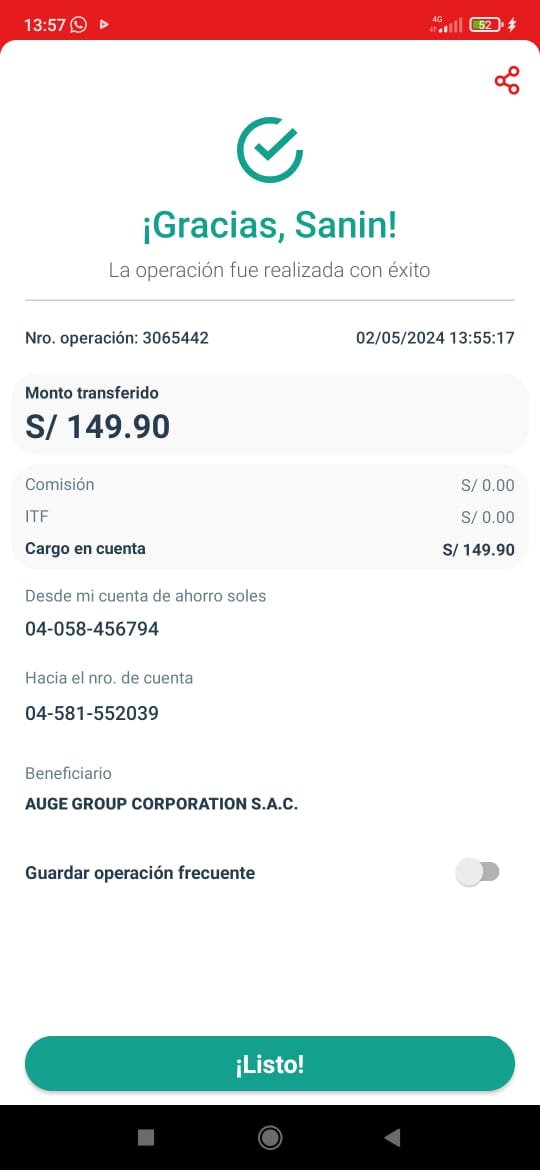 13:57 4G 52
¡Gracias, Sanin!
La operación fue realizada con éxito
Nro. operación: 3065442 02/05/2024 13:55:17
Monto transferido
S/ 149.90
Comisión S/ 0.00
ITF S/ 0.00
Cargo en cuenta S/ 149.90
Desde mi cuenta de ahorro soles
04-058-456794
Hacia el nro. de cuenta
04-581-552039
Beneficiario
AUGE GROUP CORPORATION S.A.C.
Guardar operación frecuente
¡Listo!